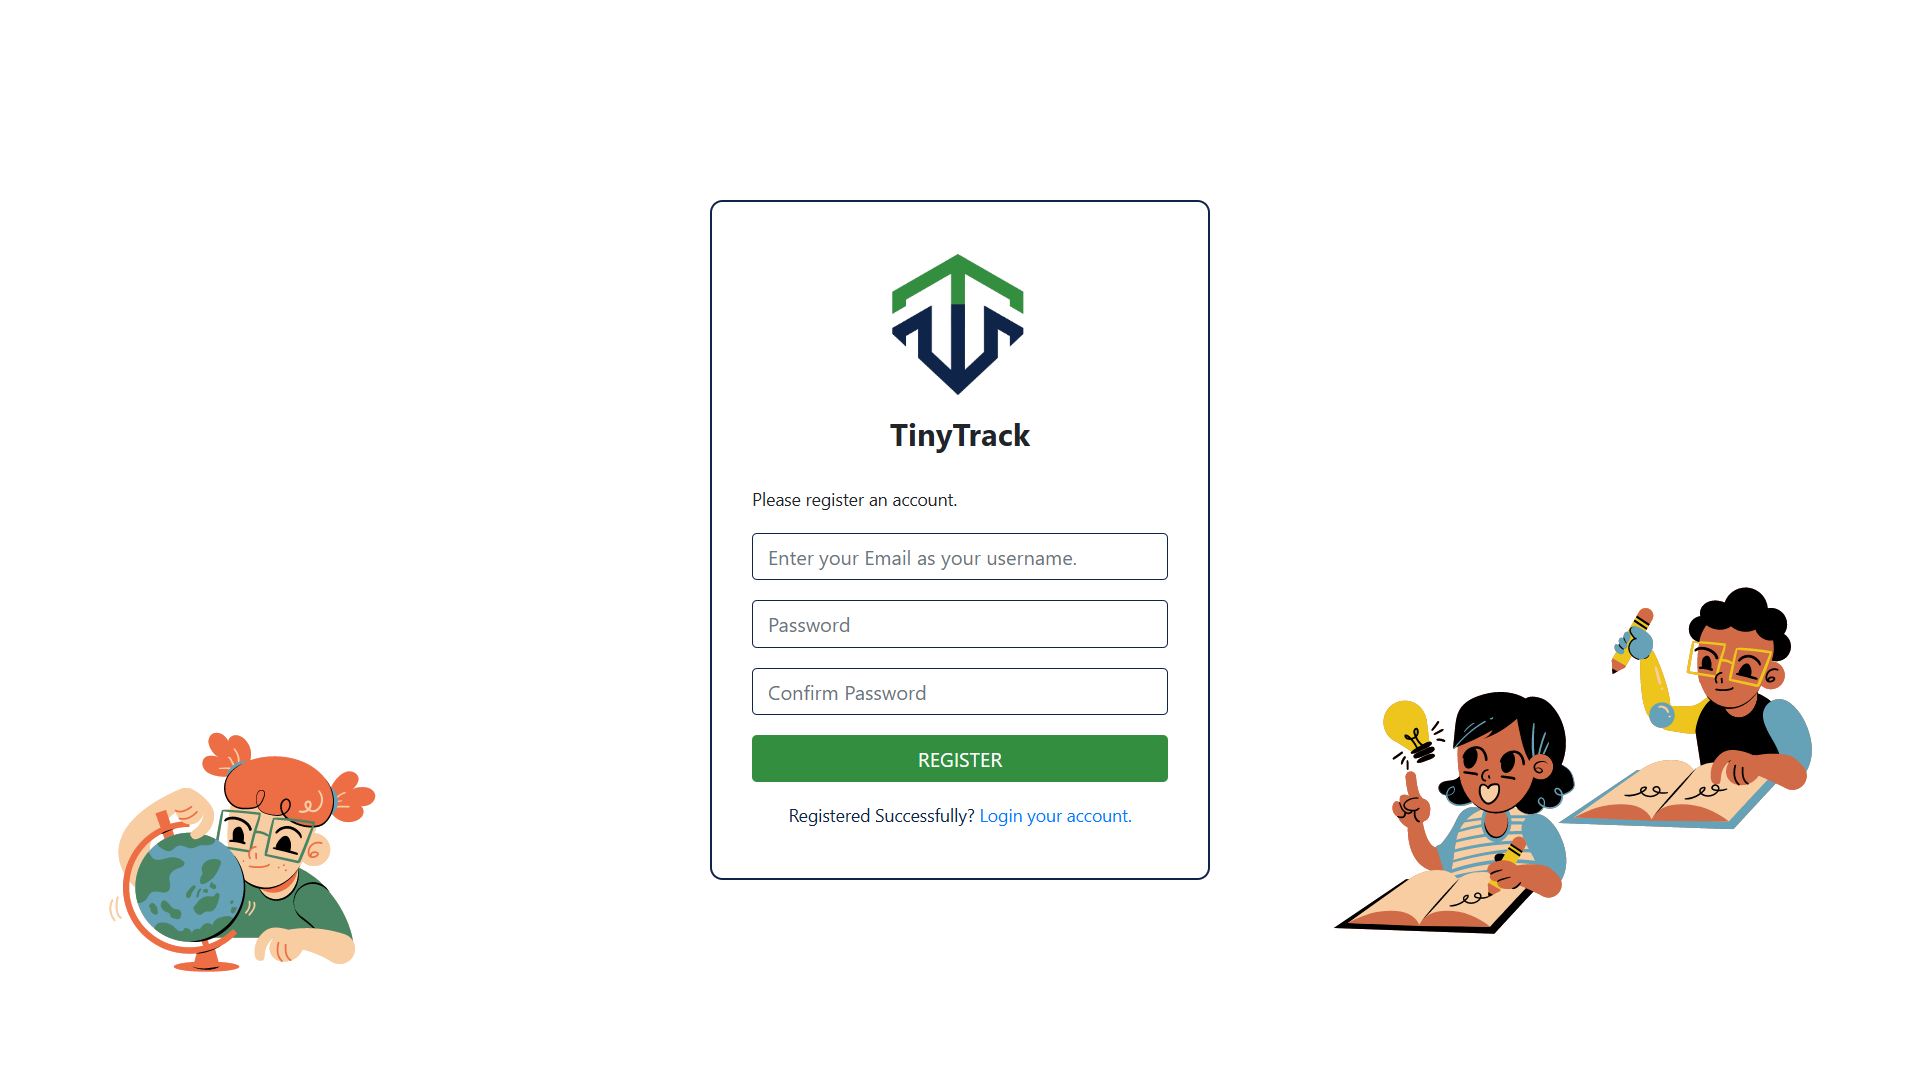 TinyTrack
Please register an account.
Enter your Email as your username.
Password
Confirm Password
REGISTER
Registered Successfully? Login your account.